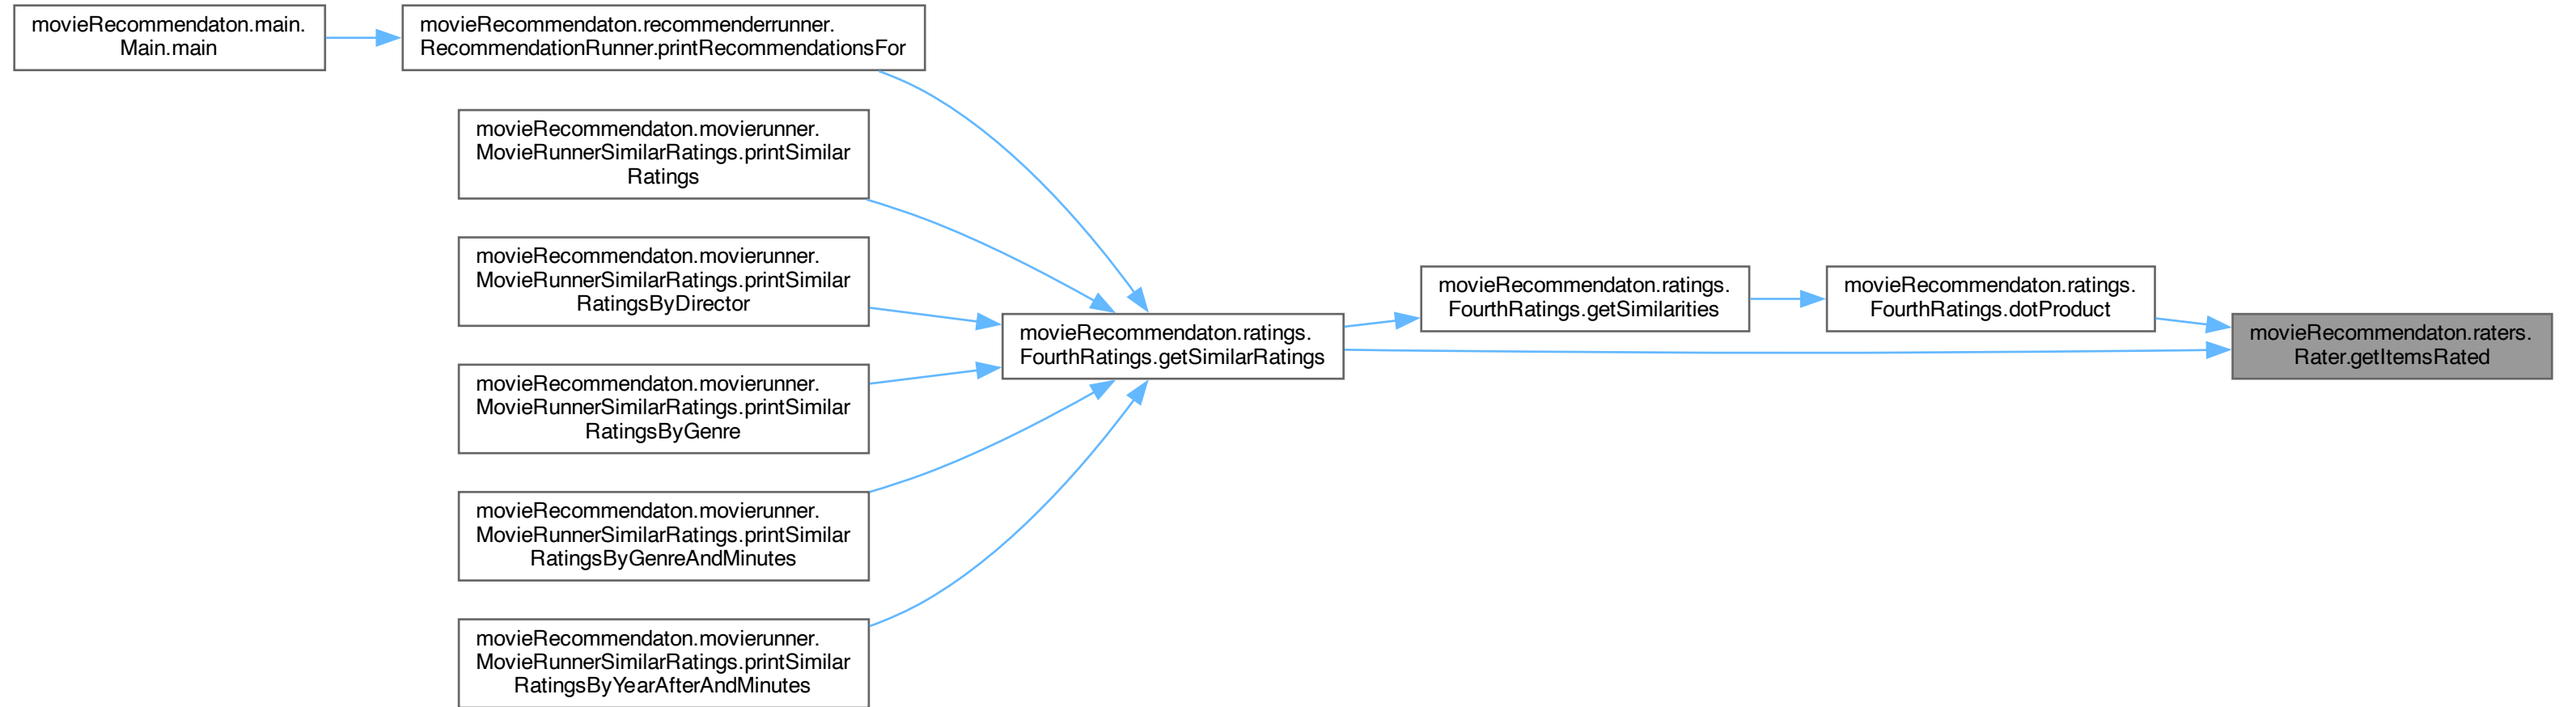 movieRecommendaton.main.
Main.main
movieRecommendaton.recommenderrunner.
RecommendationRunner.printRecommendationsFor
movieRecommendaton.movierunner.
MovieRunnerSimilarRatings.printSimilar
Ratings
movieRecommendaton.movierunner.
MovieRunnerSimilarRatings.printSimilar
RatingsByDirector
movieRecommendaton.movierunner.
MovieRunnerSimilarRatings.printSimilar
RatingsByGenre
movieRecommendaton.movierunner.
MovieRunnerSimilarRatings.printSimilar
RatingsByGenreAndMinutes
movieRecommendaton.movierunner.
MovieRunnerSimilarRatings.printSimilar
RatingsByYearAfterAndMinutes
movieRecommendaton.ratings.
FourthRatings.getSimilarRatings
movieRecommendaton.ratings.
FourthRatings.getSimilarities
movieRecommendaton.ratings.
FourthRatings.dotProduct
movieRecommendaton.raters.
Rater.getItemsRated